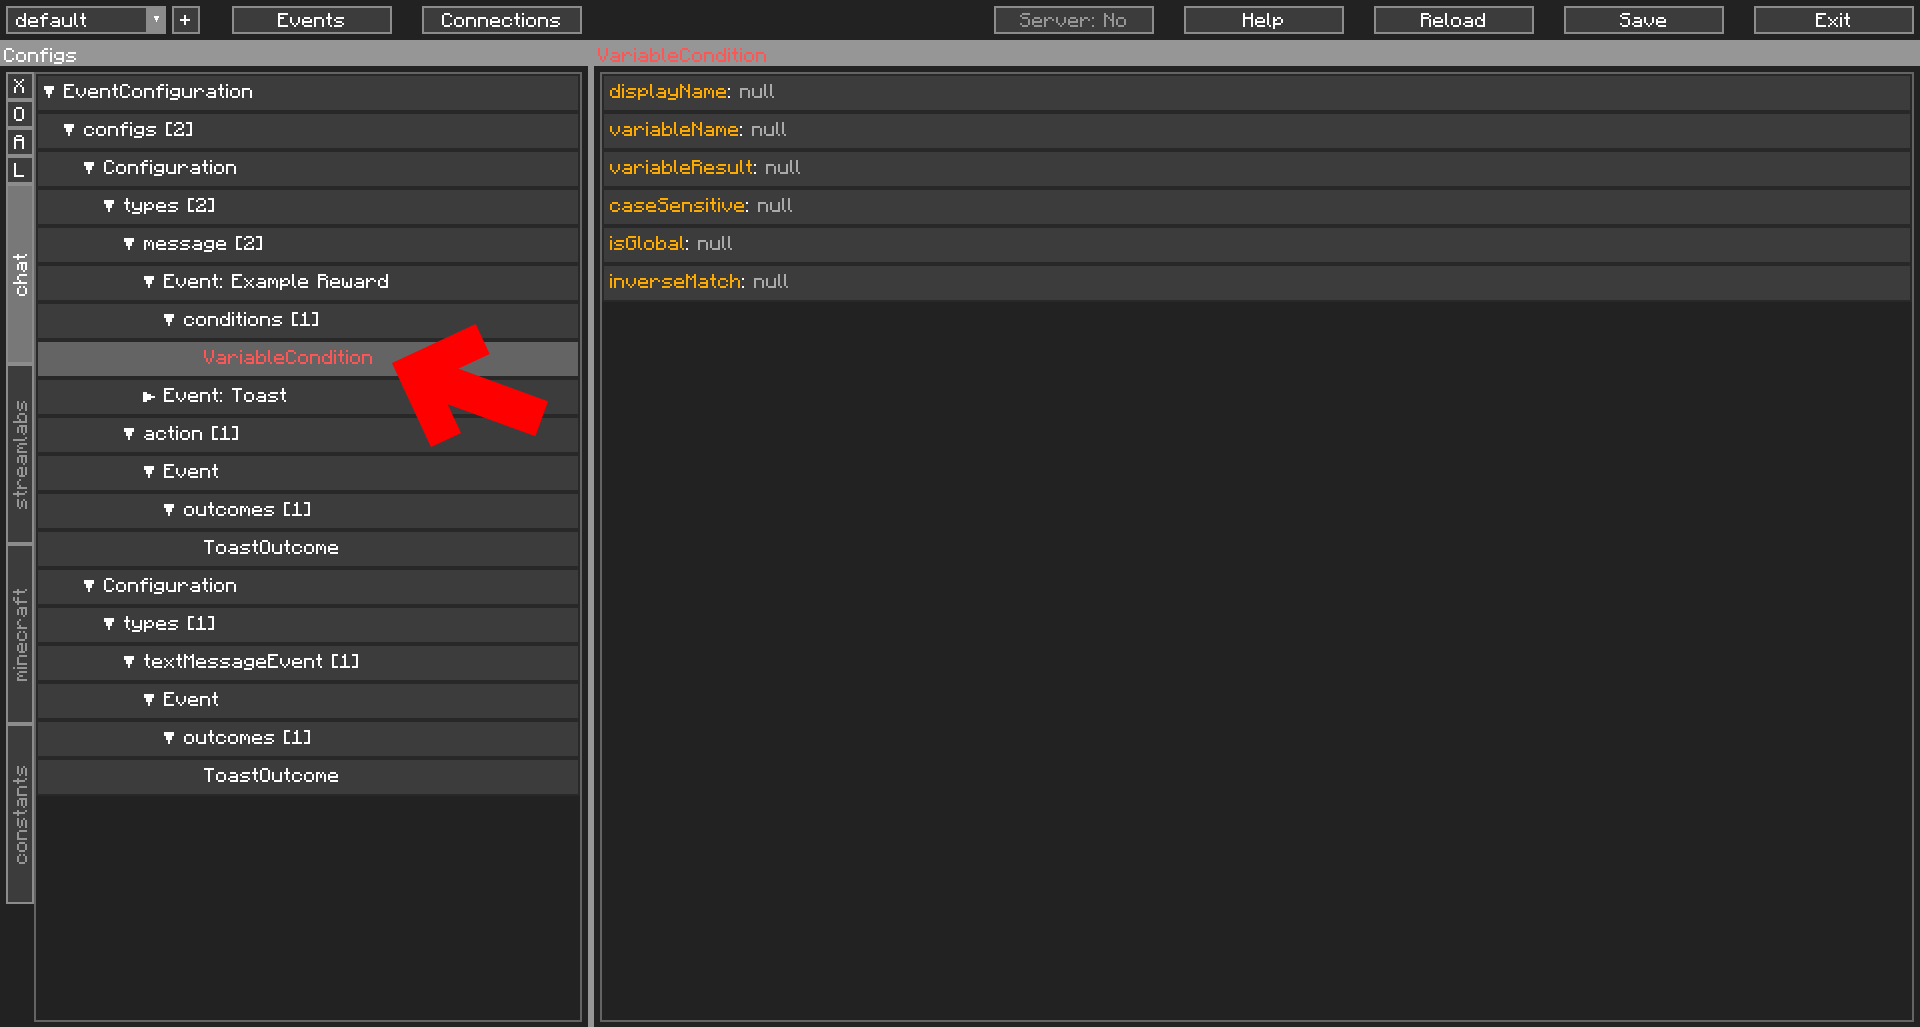 default + Events Connections Server: No Help Reload Save Exit
Configs
VariableCondition
X
O
A
L
chat
streamlabs
minecraft
constants
EventConfiguration
configs [2]
Configuration
types [2]
message [2]
Event: Example Reward
conditions [1]
VariableCondition
Event: Toast
action [1]
Event
outcomes [1]
ToastOutcome
Configuration
types [1]
textMessageEvent [1]
Event
outcomes [1]
ToastOutcome
displayName: null
variableName: null
variableResult: null
caseSensitive: null
isGlobal: null
inverseMatch: null